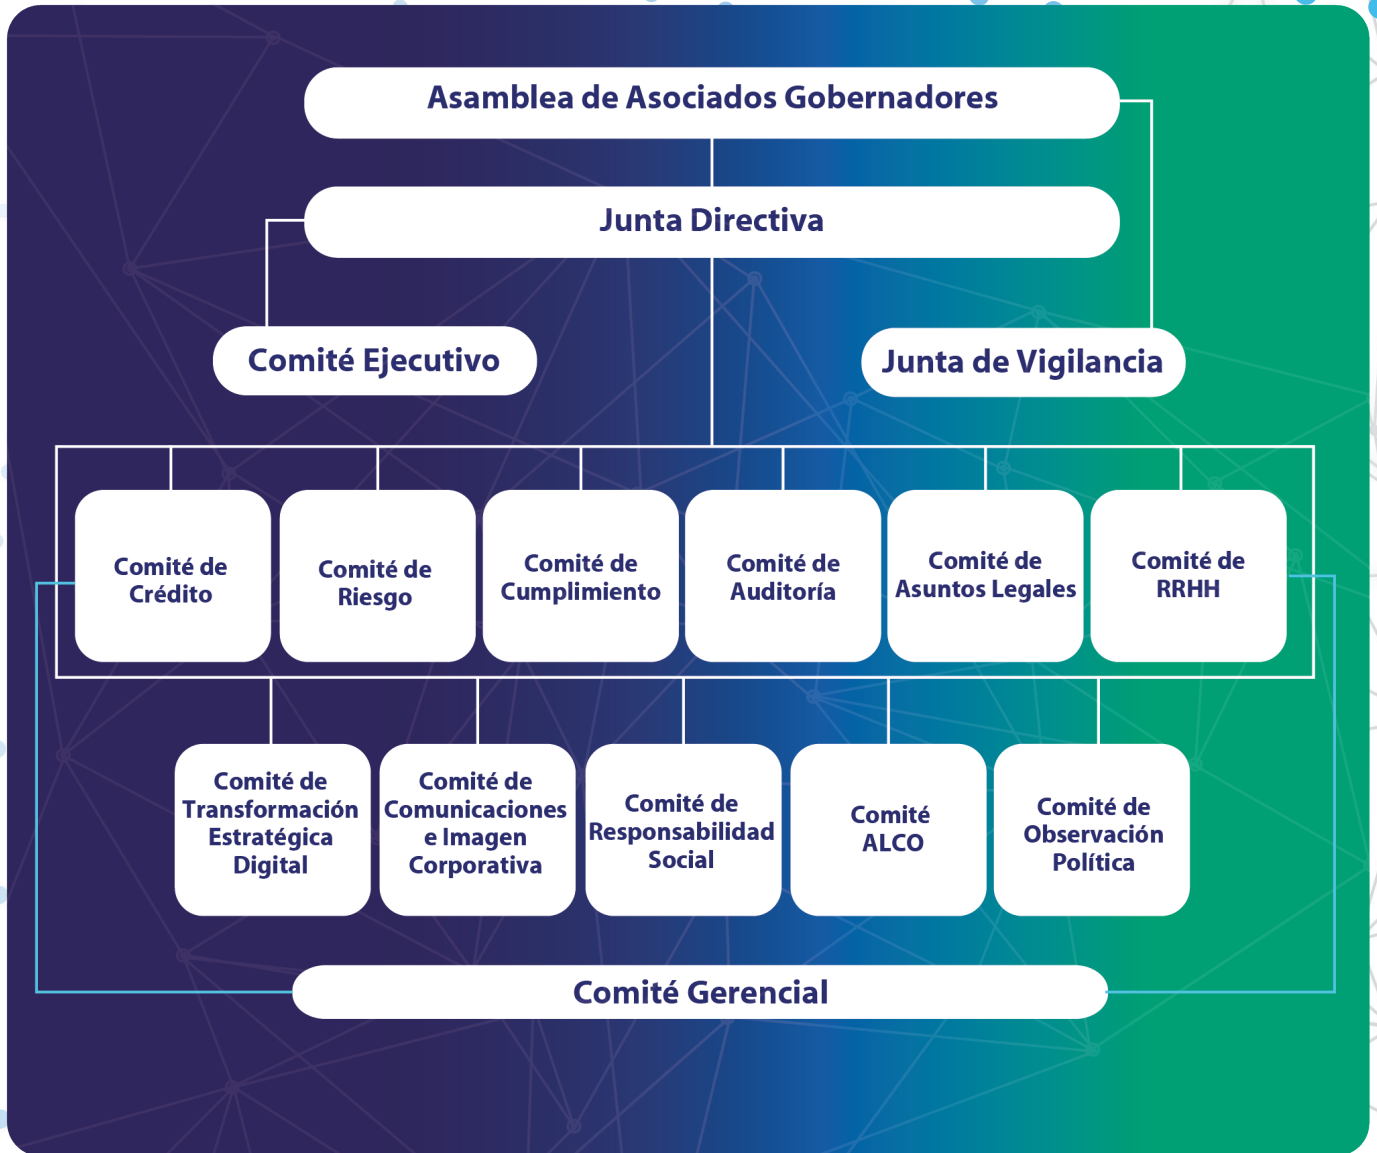 Asamblea de Asociados Gobernadores
Junta Directiva
Comité Ejecutivo
Junta de Vigilancia
Comité de
Crédito
Comité de
Riesgo
Comité de
Cumplimiento
Comité de
Auditoría
Comité de
Asuntos Legales
Comité de
RRHH
Comité de
Transformación
Estratégica
Digital
Comité de
Comunicaciones
e Imagen
Corporativa
Comité de
Responsabilidad
Social
Comité
ALCO
Comité de
Observación
Política
Comité Gerencial